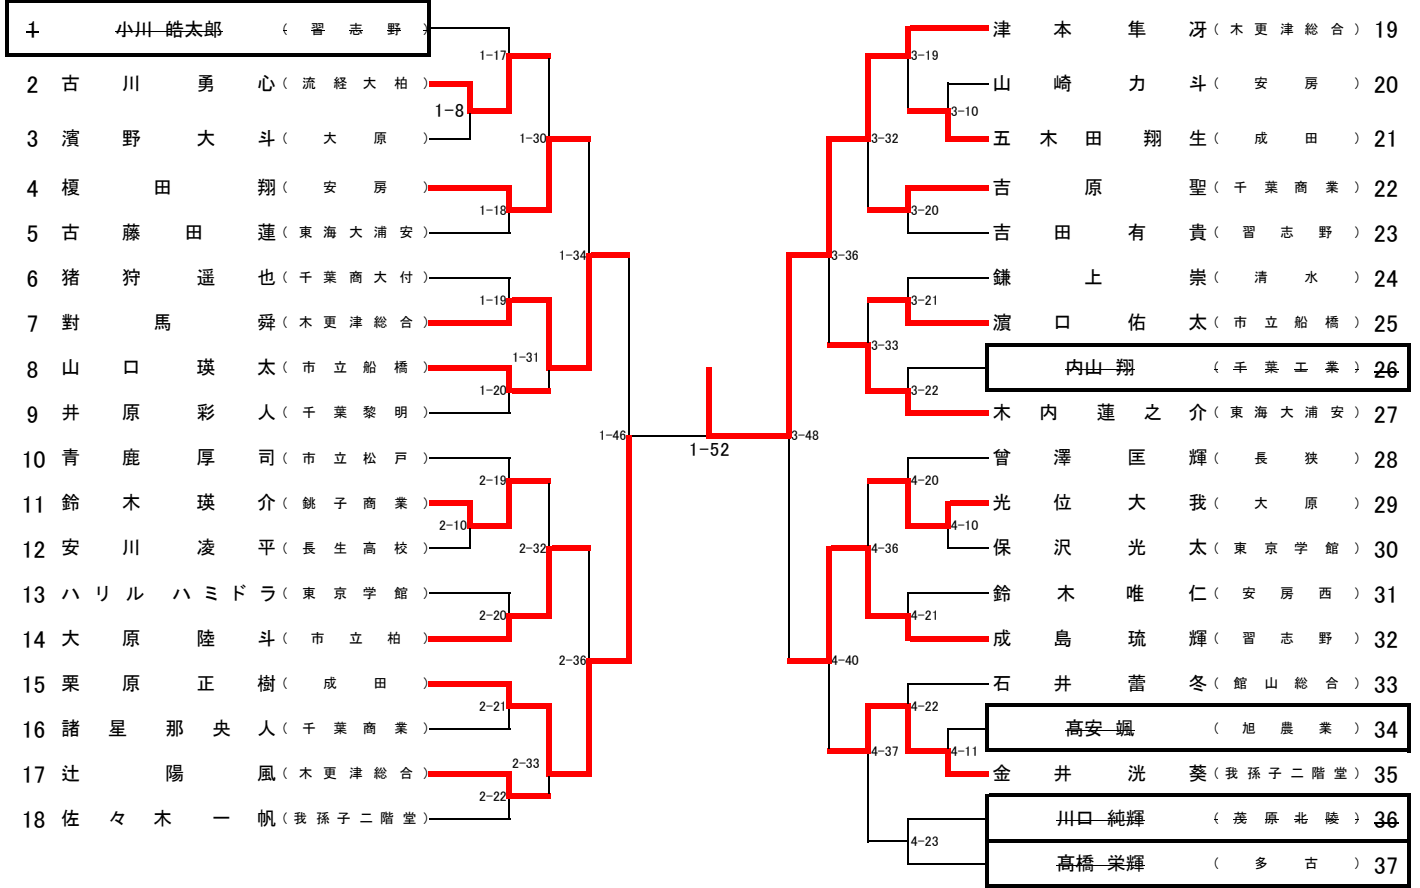 1 小川 皓太郎 （習志野）
2 古川勇心（流経大柏）
3 濱野大斗（大原）
4 榎田翔（安房）
5 古藤田蓮（東海大浦安）
6 猪狩遥也（千葉商大付）
7 對馬舜（木更津総合）
8 山口瑛太（市立船橋）
9 井原彩人（千葉黎明）
10 青鹿厚司（市立松戸）
11 鈴木瑛介（銚子商業）
12 安川凌平（長生高校）
13 ハリル ハミドラ（東京学館）
14 大原陸斗（市立柏）
15 栗原正樹（成田）
16 諸星那央人（千葉商業）
17 辻陽風（木更津総合）
18 佐々木一帆（我孫子二階堂）
1-17
1-8
1-30
1-18
1-34
1-19
1-31
1-20
1-46
2-19
2-10
2-32
2-20
2-36
2-21
2-33
2-22
1-52
3-19
3-10
3-32
3-20
3-36
3-21
3-33
3-22
3-48
4-20
4-10
4-36
4-21
4-40
4-22
4-11
4-37
4-23
津本隼冴（木更津総合） 19
山崎力斗（安房） 20
五木田翔生（成田） 21
吉原聖（千葉商業） 22
吉田有貴（習志野） 23
鎌上崇（清水） 24
濵口佑太（市立船橋） 25
内山 翔 （千葉工業） 26
木内蓮之介（東海大浦安） 27
曾澤匡輝（長狭） 28
光位大我（大原） 29
保沢光太（東京学館） 30
鈴木唯仁（安房西） 31
成島琉輝（習志野） 32
石井蕾冬（館山総合） 33
髙安 颯 （旭農業） 34
金井洸葵（我孫子二階堂） 35
川口 純輝 （茂原北陵） 36
髙橋 栄輝 （多古） 37